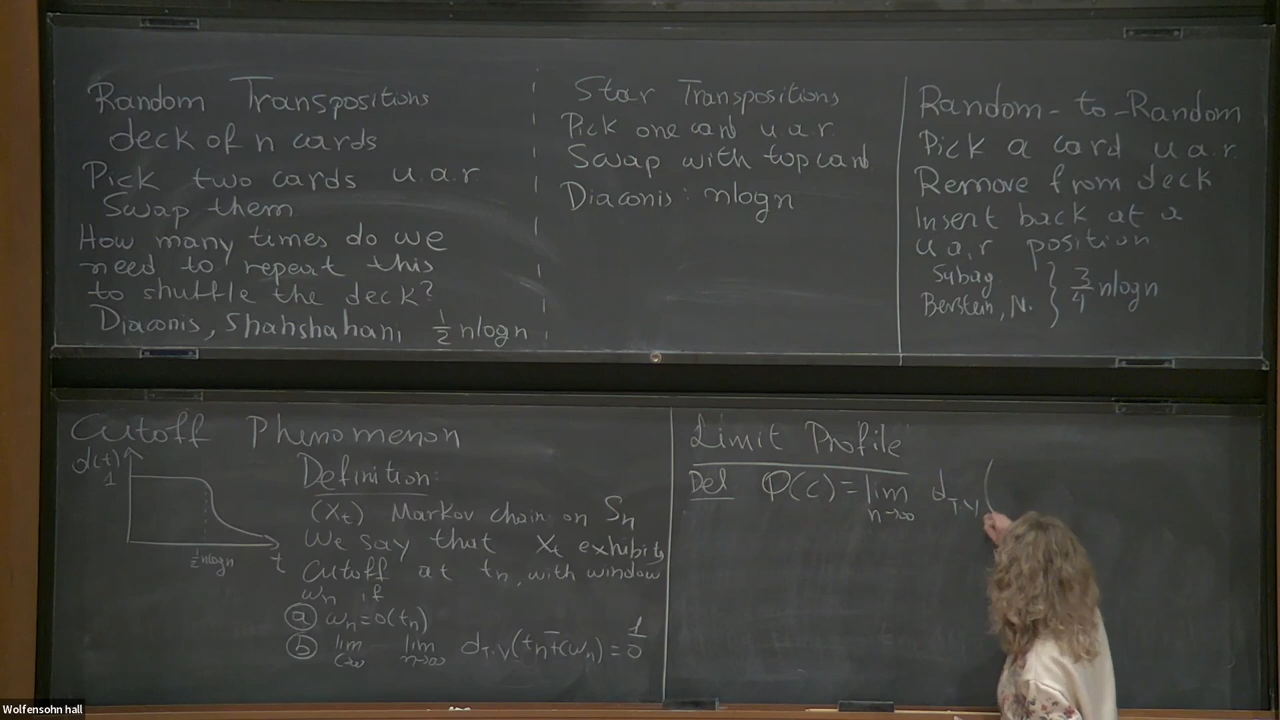 Random Transpositions
deck of n cards
Pick two cards u.a.r.
Swap them
How many times do we
need to repeat this
to shuffle the deck?
Diaconis, Shahshahani ½ nlogn
Star Transpositions
Pick one card u.a.r.
Swap with top card
Diaconis: nlogn
Random-to-Random
Pick a card u.a.r.
Remove from deck
Insert back at a
u.a.r position
Subag
Berstein, N. } 3/4 nlogn
Cutoff Phenomenon
d(t)
1
½nlogn
t
Definition:
(Xt) Markov chain on Sn
We say that Xt exhibits
cutoff at tn, with window
wn if
(a) wn=o(tn)
(b) lim c→∞ lim n→∞ dT.V(tn∓cwn) = 1/0
Limit Profile
Def Φ(c) = lim n→∞ dT.V(
Wolfensohn hall